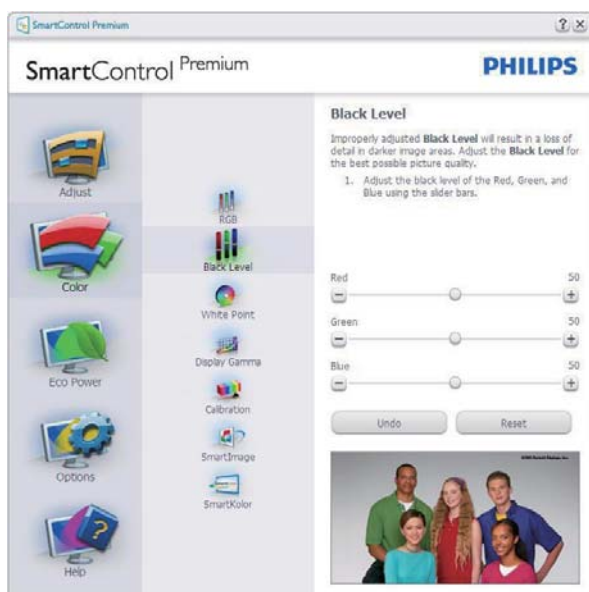 SmartControl Premium
? ×
SmartControl Premium
PHILIPS
Adjust
Color
Eco Power
Options
Help
RGB
Black Level
White Point
Display Gamma
Calibration
SmartImage
SmartKolor
Black Level
Improperly adjusted Black Level will result in a loss of
detail in darker image areas. Adjust the Black Level for
the best possible picture quality.
1. Adjust the black level of the Red, Green, and
Blue using the slider bars.
Red 50
Green 50
Blue 50
Undo Reset